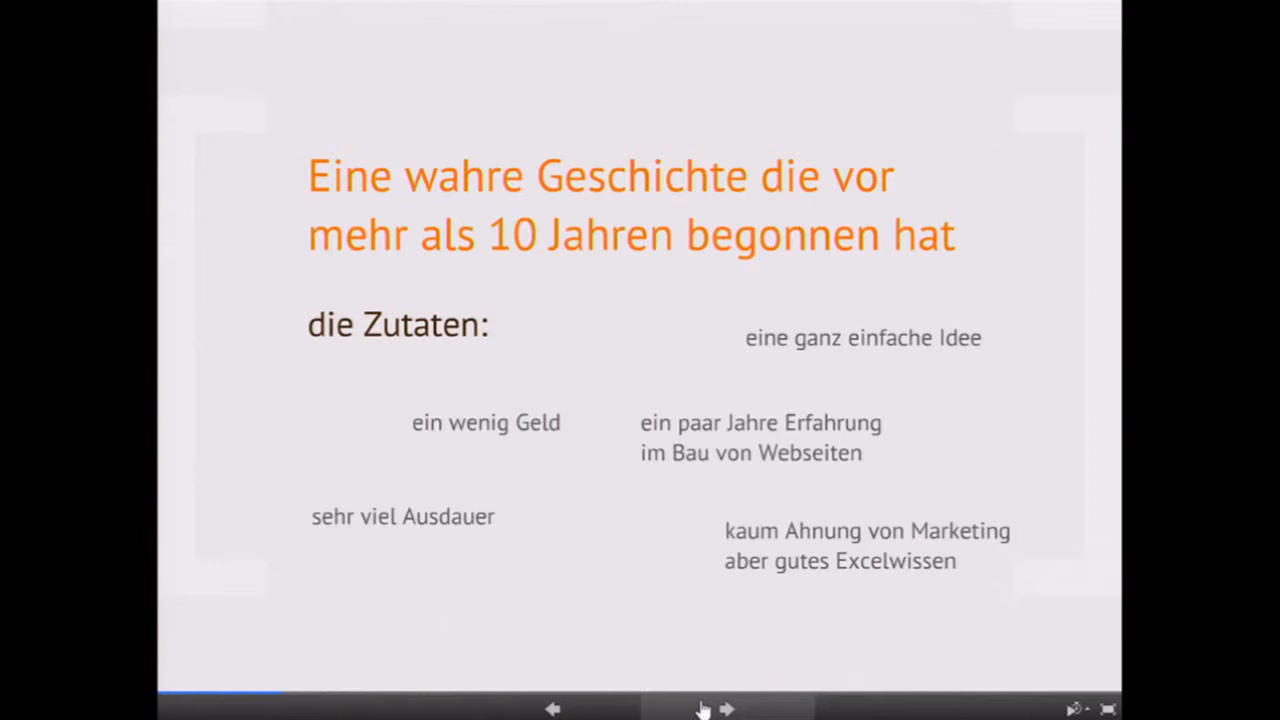 Eine wahre Geschichte die vor
mehr als 10 Jahren begonnen hat
die Zutaten:
eine ganz einfache Idee
ein wenig Geld
ein paar Jahre Erfahrung
im Bau von Webseiten
sehr viel Ausdauer
kaum Ahnung von Marketing
aber gutes Excelwissen